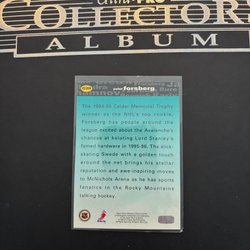 COLLECTOR'S
ALBUM
peter forsberg
The 1994-95 Calder Memorial Trophy
winner as the NHL's top rookie,
Forsberg has people around the
league excited about the Avalanche's
chances at hoisting Lord Stanley's
famed hardware in 1995-96. The slick-
skating Swede with a golden touch
around the net brings his stellar
reputation and awe-inspiring moves
to McNichols Arena as he has sports
fanatics in the Rocky Mountains
talking hockey.